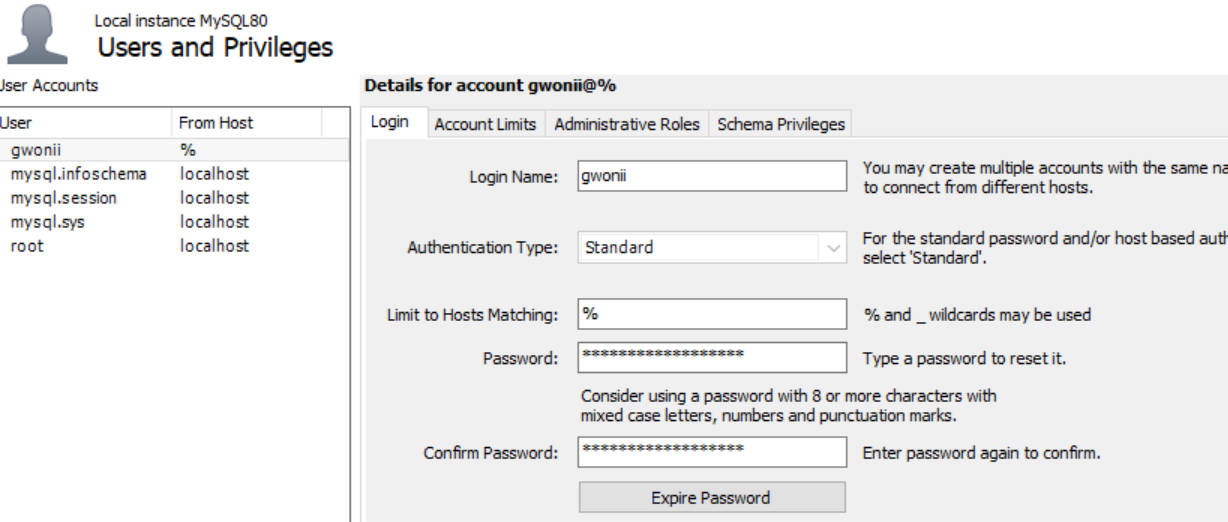 Local instance MySQL80
Users and Privileges
User Accounts
User From Host
gwonii %
mysql.infoschema localhost
mysql.session localhost
mysql.sys localhost
root localhost
Details for account gwonii@%
Login Account Limits Administrative Roles Schema Privileges
Login Name: gwonii
You may create multiple accounts with the same
to connect from different hosts.
Authentication Type: Standard
For the standard password and/or host based
select 'Standard'.
Limit to Hosts Matching: %
% and _ wildcards may be used
Password: ******************
Type a password to reset it.
Consider using a password with 8 or more characters with
mixed case letters, numbers and punctuation marks.
Confirm Password: ******************
Enter password again to confirm.
Expire Password